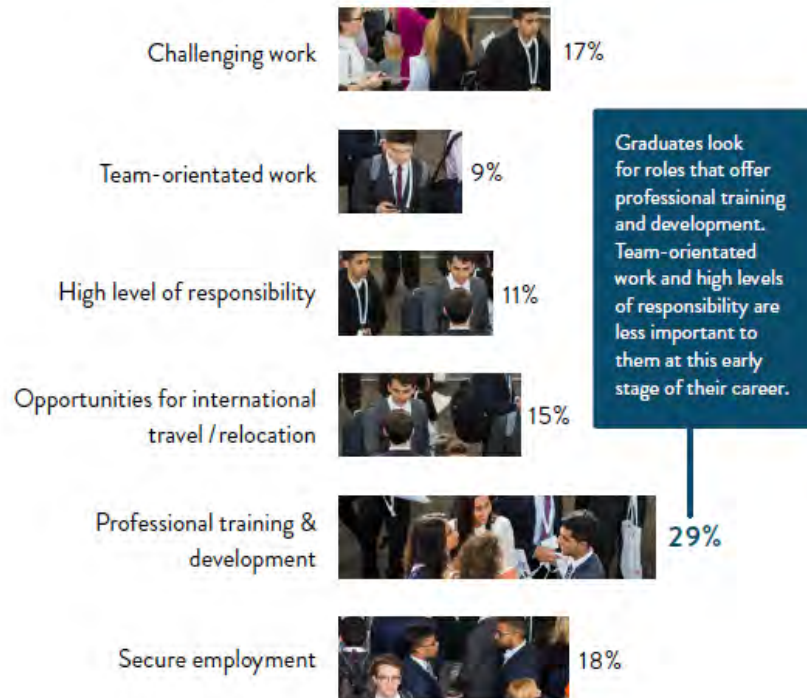 Challenging work
17%
Team-orientated work
9%
High level of responsibility
11%
Opportunities for international
travel / relocation
15%
Professional training &
development
29%
Secure employment
18%
Graduates look
for roles that offer
professional training
and development.
Team-orientated
work and high levels
of responsibility are
less important to
them at this early
stage of their career.